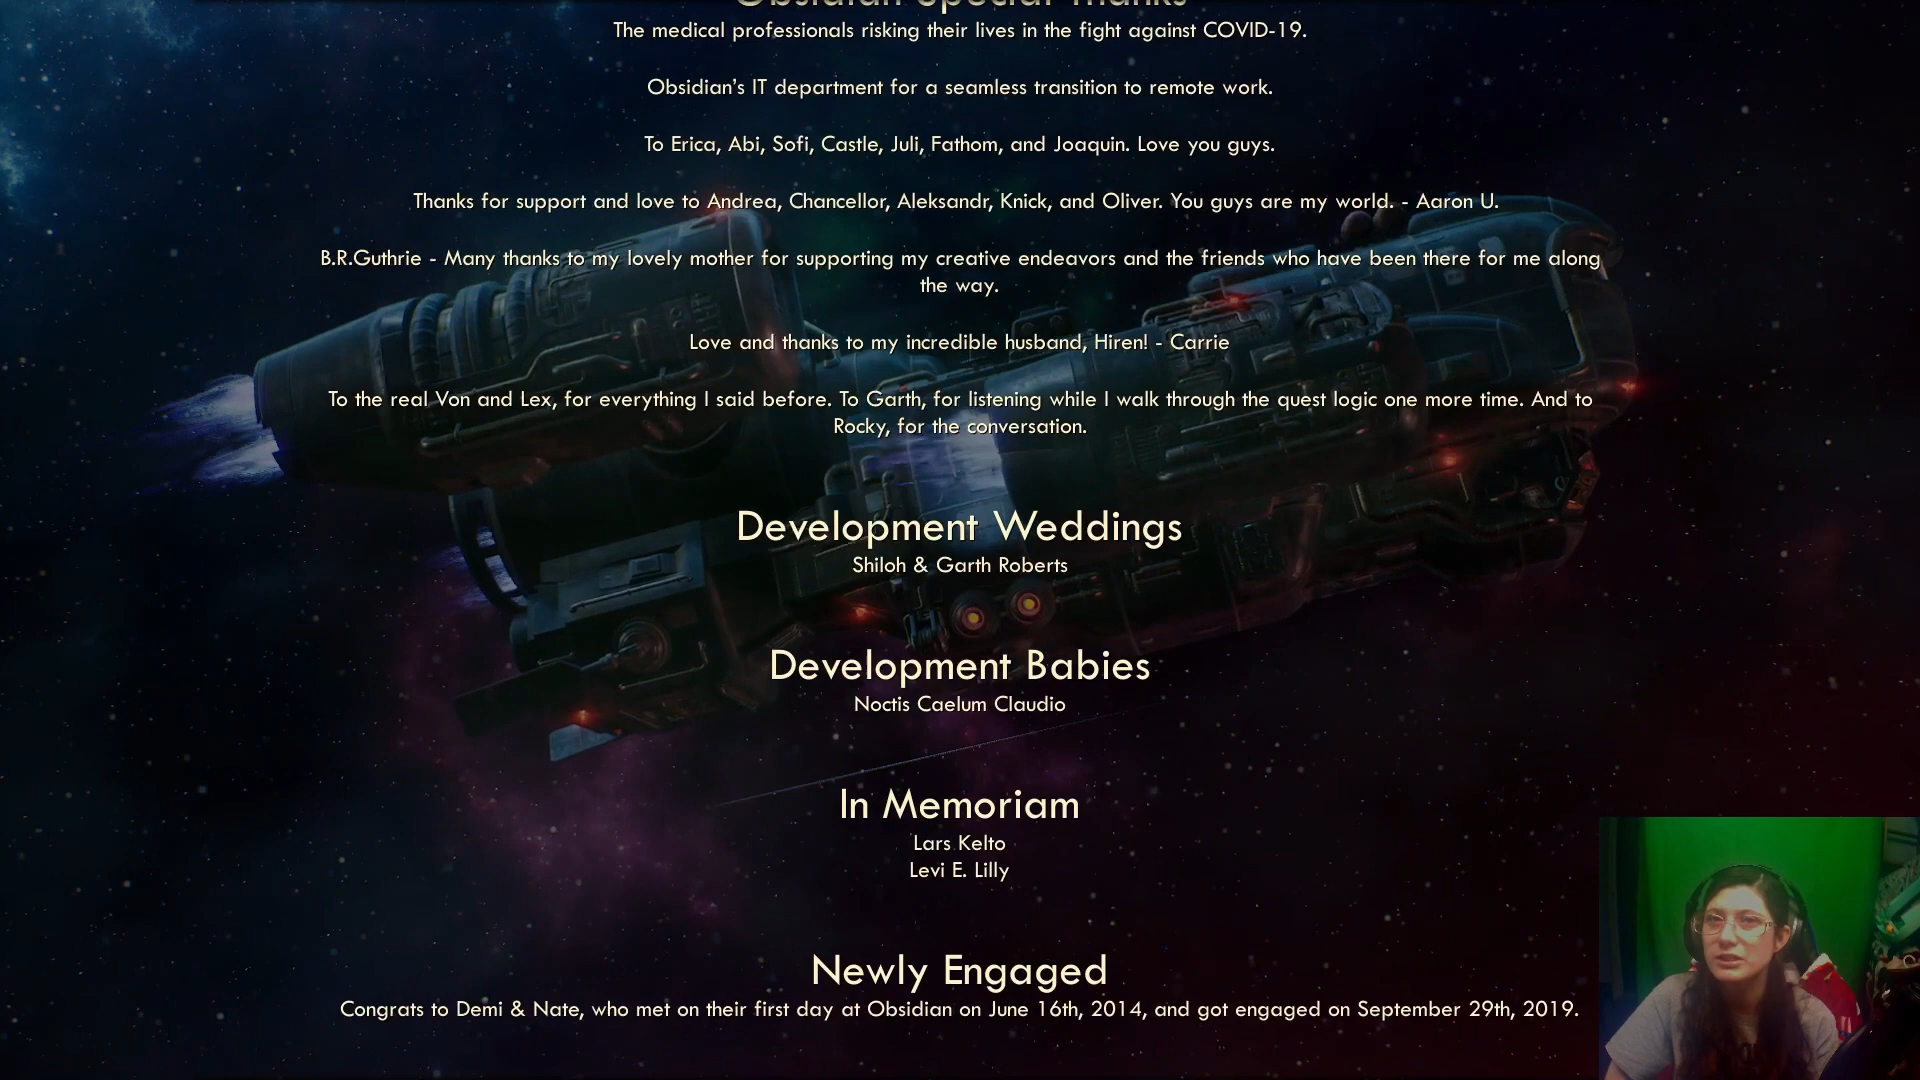 Obsidian Special Thanks
The medical professionals risking their lives in the fight against COVID-19.
Obsidian's IT department for a seamless transition to remote work.
To Erica, Abi, Sofi, Castle, Juli, Fathom, and Joaquin. Love you guys.
Thanks for support and love to Andrea, Chancellor, Aleksandr, Knick, and Oliver. You guys are my world. - Aaron U.
B.R.Guthrie - Many thanks to my lovely mother for supporting my creative endeavors and the friends who have been there for me along
the way.
Love and thanks to my incredible husband, Hiren! - Carrie
To the real Von and Lex, for everything I said before. To Garth, for listening while I walk through the quest logic one more time. And to
Rocky, for the conversation.
Development Weddings
Shiloh & Garth Roberts
Development Babies
Noctis Caelum Claudio
In Memoriam
Lars Kelto
Levi E. Lilly
Newly Engaged
Congrats to Demi & Nate, who met on their first day at Obsidian on June 16th, 2014, and got engaged on September 29th, 2019.